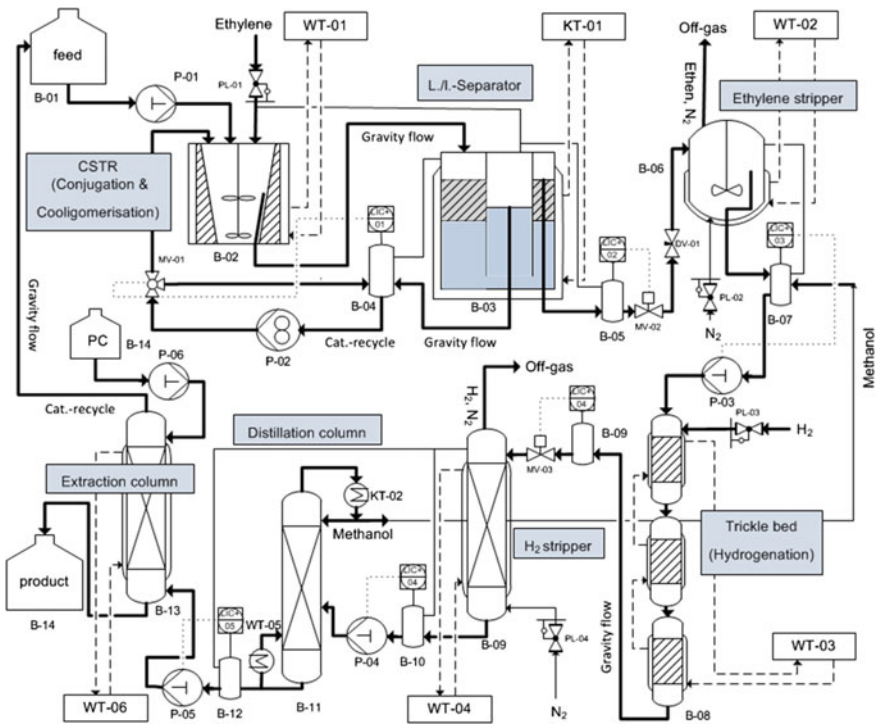 Ethylene
WT-01
KT-01
Off-gas
WT-02
feed
P-01
PL-01
L./l.-Separator
Ethen, N2
Ethylene stripper
B-01
Gravity flow
CSTR
(Conjugation &
Cooligomerisation)
B-06
LIC+
01
LIC+
02
LIC+
03
DV-01
MV-01
B-02
B-04
B-03
B-05
MV-02
PL-02
B-07
N2
Gravity flow
PC
B-14
P-06
P-02
Cat.-recycle
Gravity flow
Methanol
P-03
Off-gas
H2, N2
LIC+
04
B-09
PL-03
H2
Cat.-recycle
Distillation column
MV-03
Extraction column
KT-02
Methanol
H2 stripper
Trickle bed
(Hydrogenation)
product
B-14
B-13
LIC+
05
WT-05
LIC+
04
P-04
B-10
B-09
PL-04
Gravity flow
WT-03
WT-06
P-05
B-12
B-11
WT-04
N2
B-08